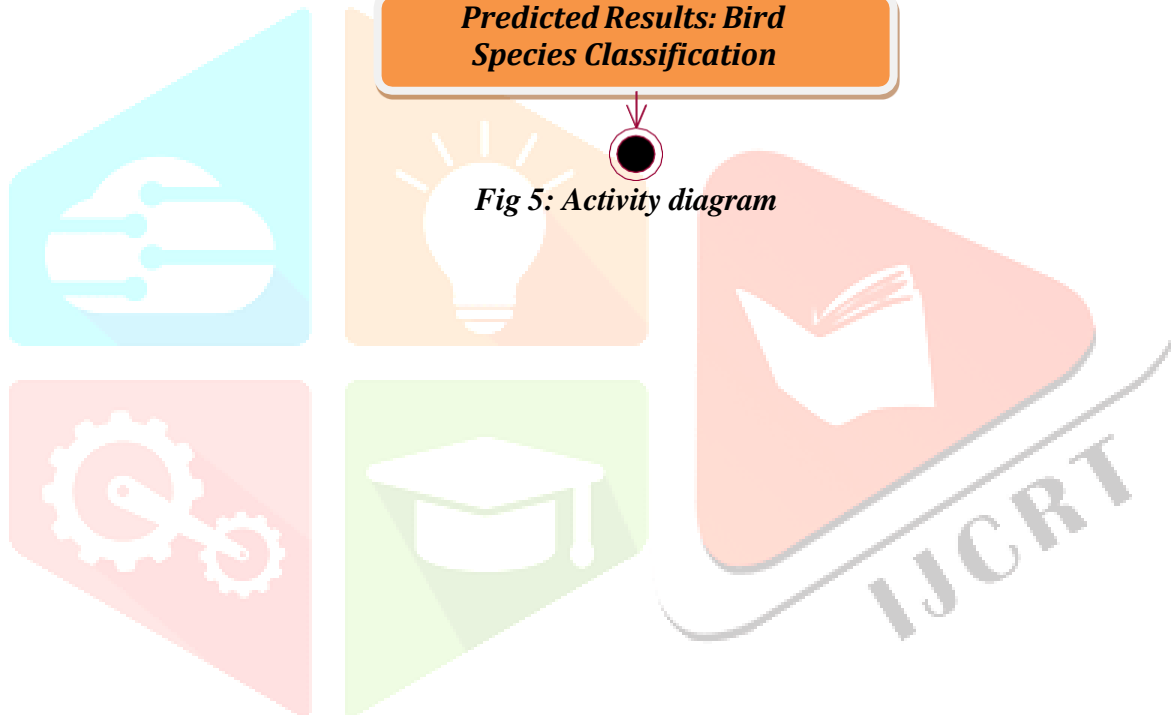 Predicted Results: Bird
Species Classification
Fig 5: Activity diagram
IJCRT